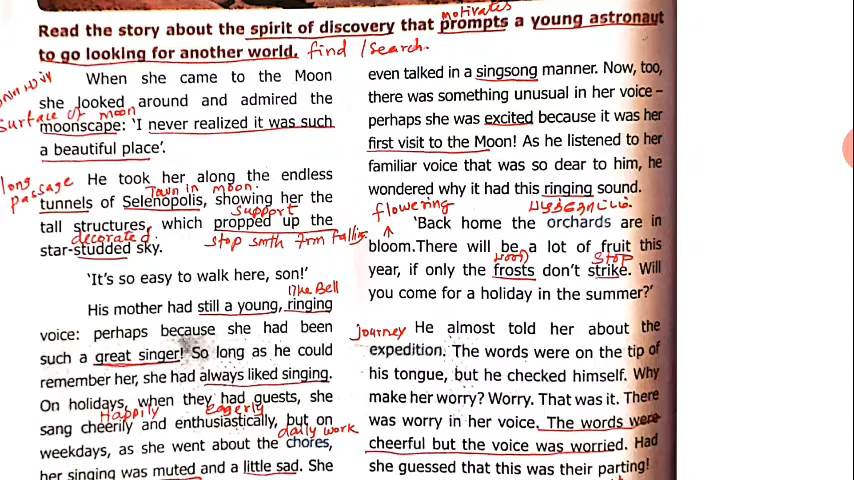 motivates
Read the story about the spirit of discovery that prompts a young astronaut
to go looking for another world. find / search.
When she came to the Moon
she looked around and admired the
surface of moon
moonscape: 'I never realized it was such
a beautiful place'.
long passage
He took her along the endless
Town in moon.
tunnels of Selenopolis, showing her the
support
tall structures, which propped up the
decorated
stop smth frm falling
star-studded sky.
'It's so easy to walk here, son!'
like Bell
His mother had still a young, ringing
voice: perhaps because she had been
such a great singer! So long as he could
remember her, she had always liked singing.
On holidays, when they had guests, she
Happily eagerly
sang cheerily and enthusiastically, but on
daily work
weekdays, as she went about the chores,
her singing was muted and a little sad. She
even talked in a singsong manner. Now, too,
there was something unusual in her voice –
perhaps she was excited because it was her
first visit to the Moon! As he listened to her
familiar voice that was so dear to him, he
wondered why it had this ringing sound.
flowering பழத்தோட்டம்
'Back home the orchards are in
bloom. There will be a lot of fruit this
stop
year, if only the frosts don't strike. Will
you come for a holiday in the summer?'
journey
He almost told her about the
expedition. The words were on the tip of
his tongue, but he checked himself. Why
make her worry? Worry. That was it. There
was worry in her voice. The words were
cheerful but the voice was worried. Had
she guessed that this was their parting!